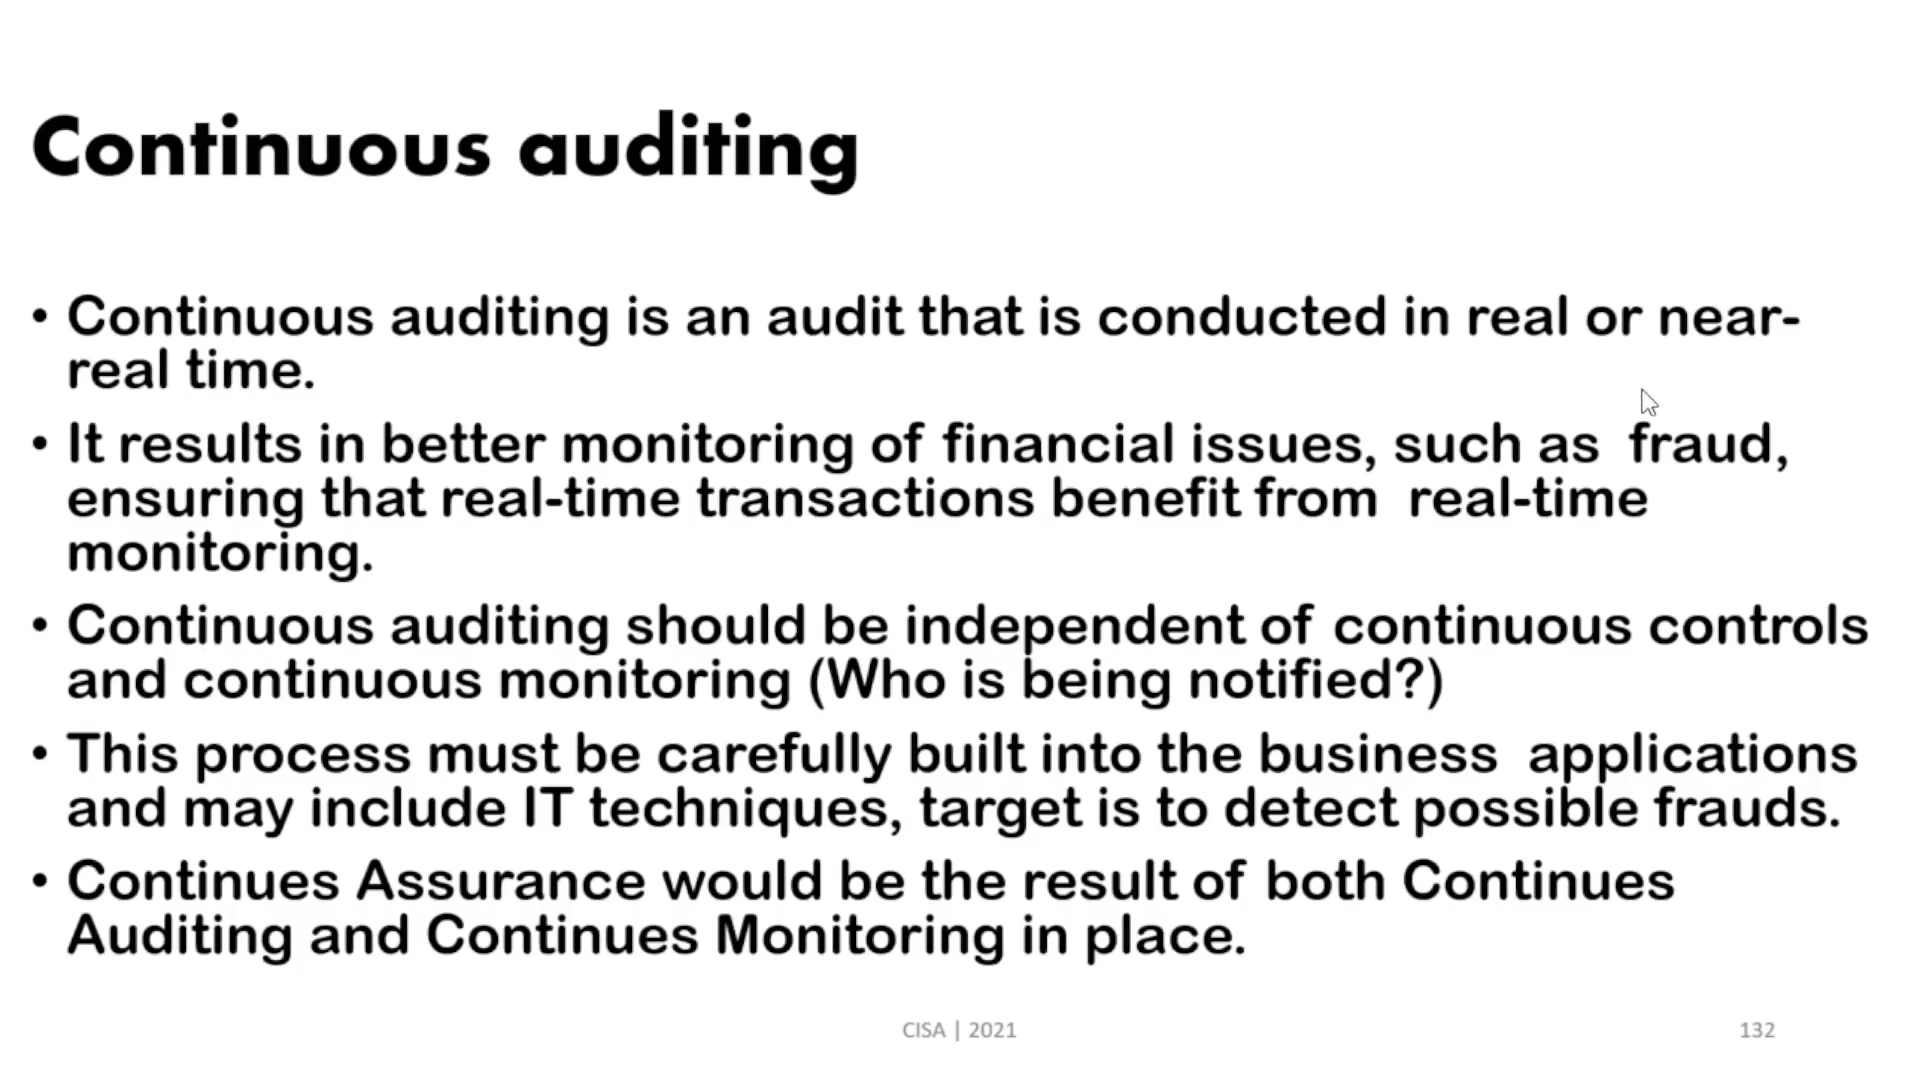 Continuous auditing
• Continuous auditing is an audit that is conducted in real or near-
real time.
• It results in better monitoring of financial issues, such as  fraud,
ensuring that real-time transactions benefit from  real-time
monitoring.
• Continuous auditing should be independent of continuous controls
and continuous monitoring (Who is being notified?)
• This process must be carefully built into the business  applications
and may include IT techniques, target is to detect possible frauds.
• Continues Assurance would be the result of both Continues
Auditing and Continues Monitoring in place.
CISA | 2021
132